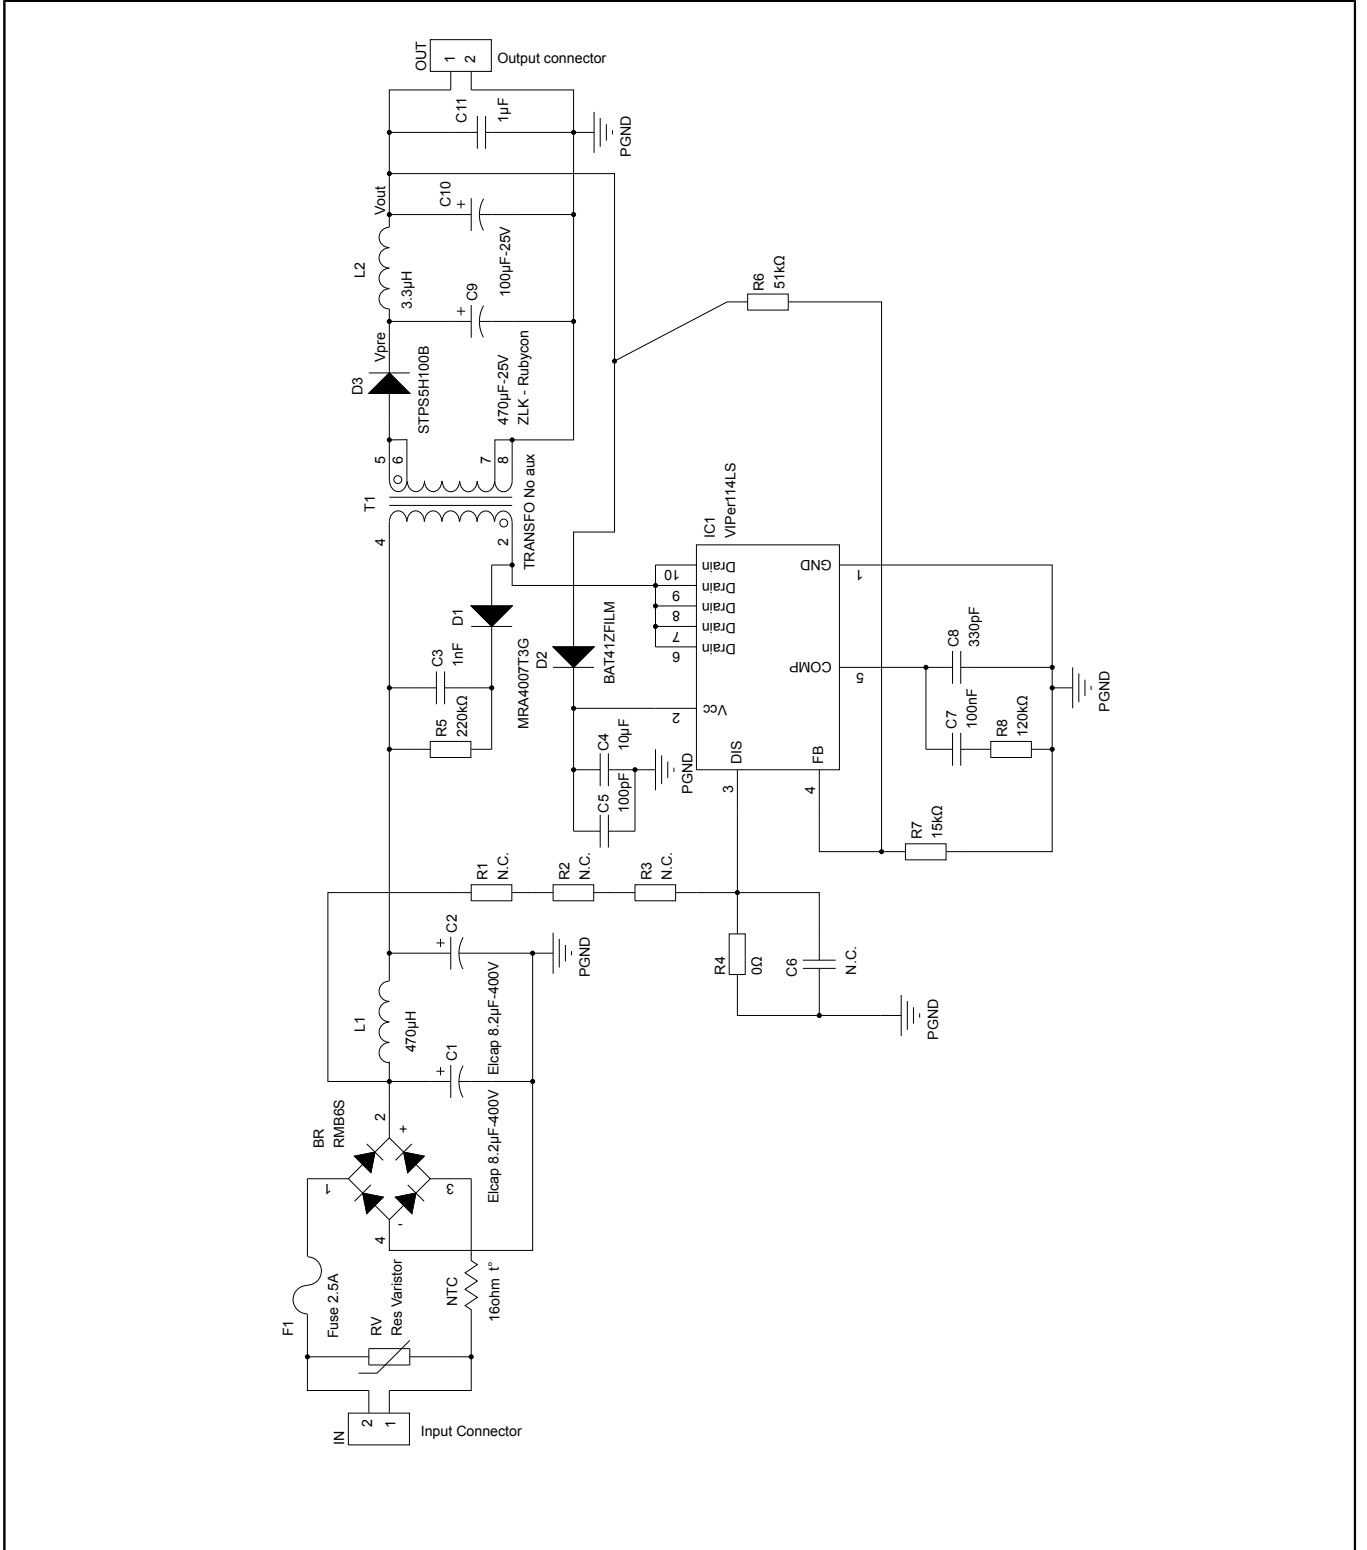 OUT
1
2
Output connector
C11
1µF
PGND
Vout
C10
+
100µF-25V
L2
3.3µH
C9
+
470µF-25V
ZLK - Rubycon
Vpre
D3
STPS5H100B
R6
51kΩ
5
6
7
8
T1
4
2
TRANSFO No aux
D1
MRA4007T3G
C3
1nF
R5
220kΩ
D2
BAT41ZFILM
IC1
VIPer114LS
10
9
8
7
6
Drain
Drain
Drain
Drain
Drain
GND
1
COMP
5
Vcc
2
DIS
3
FB
4
C8
330pF
C7
100nF
R8
120kΩ
PGND
C4
10µF
C5
100pF
PGND
R7
15kΩ
R1
N.C.
R2
N.C.
R3
N.C.
R4
0Ω
C6
N.C.
PGND
C2
+
Elcap 8.2µF-400V
PGND
L1
470µH
C1
+
Elcap 8.2µF-400V
BR
RMB6S
2
+
1
3
4
-
F1
Fuse 2.5A
RV
Res Varistor
NTC
16ohm t°
IN
2
1
Input Connector